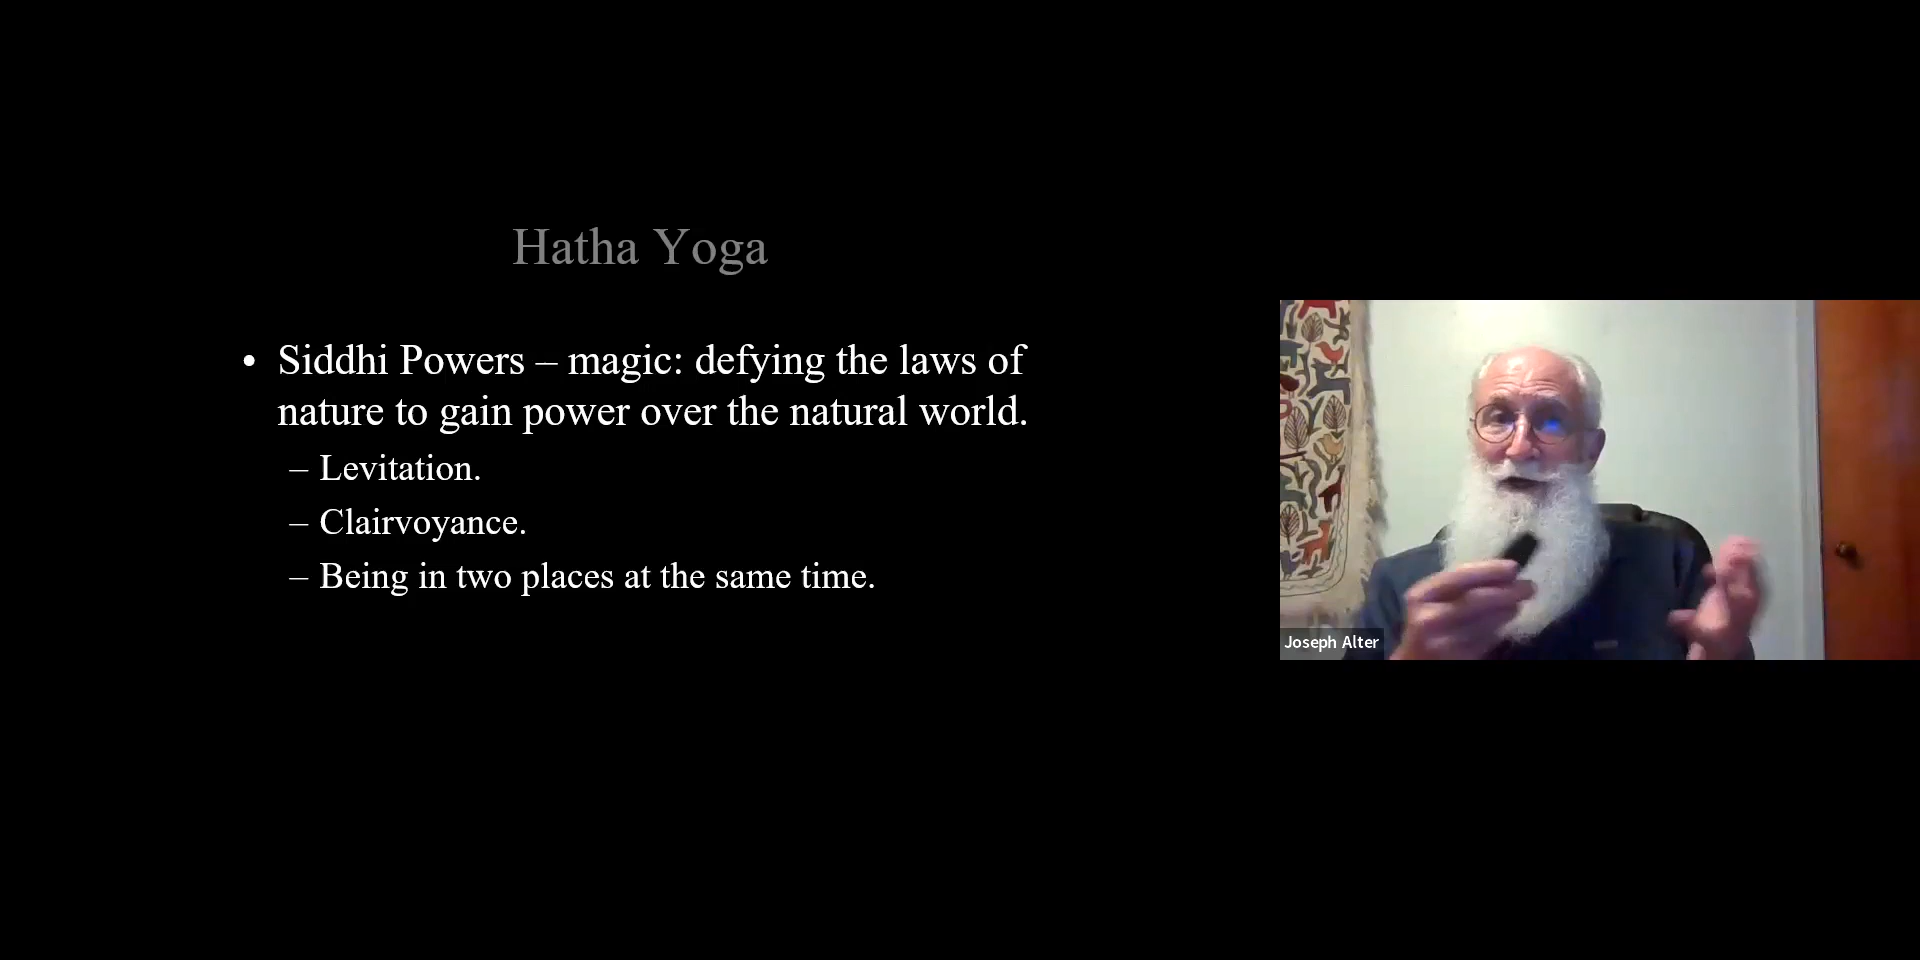 Hatha Yoga
• Siddhi Powers – magic: defying the laws of
nature to gain power over the natural world.
– Levitation.
– Clairvoyance.
– Being in two places at the same time.
Joseph Alter